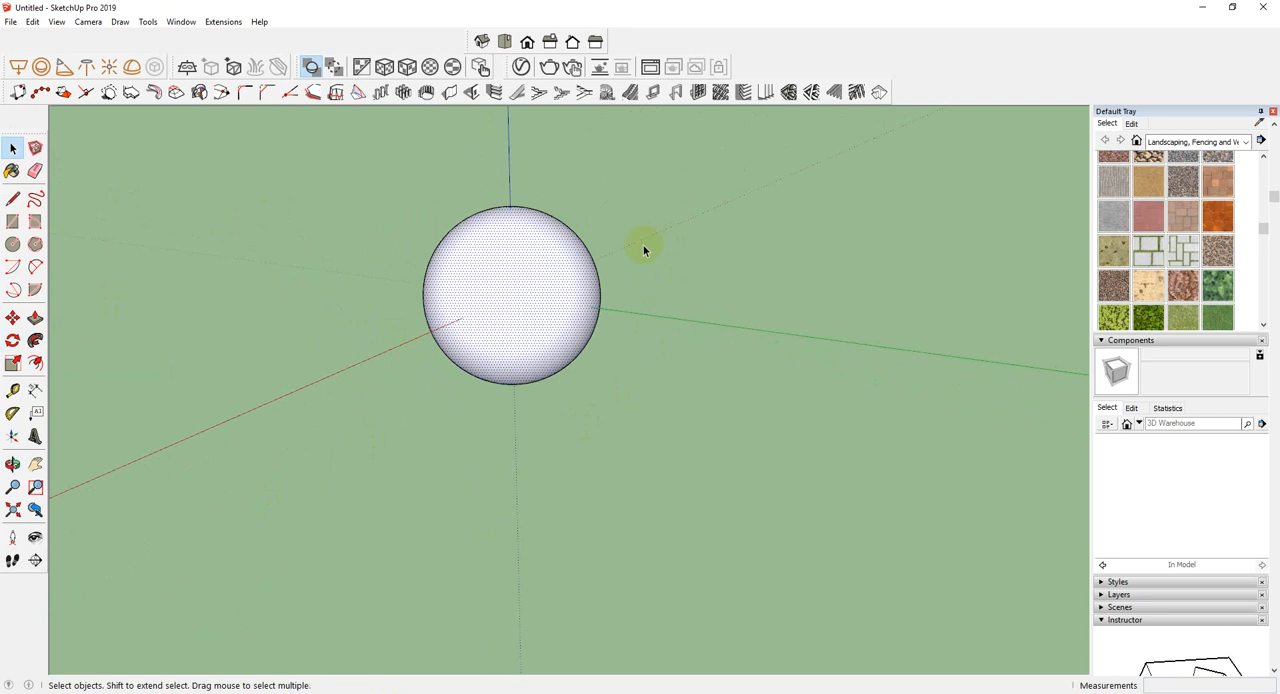 Untitled - SketchUp Pro 2019
File Edit View Camera Draw Tools Window Extensions Help
Default Tray
Select Edit
Landscaping, Fencing and Ve
Components
Select Edit Statistics
3D Warehouse
In Model
Styles
Layers
Scenes
Instructor
Select objects. Shift to extend select. Drag mouse to select multiple.
Measurements